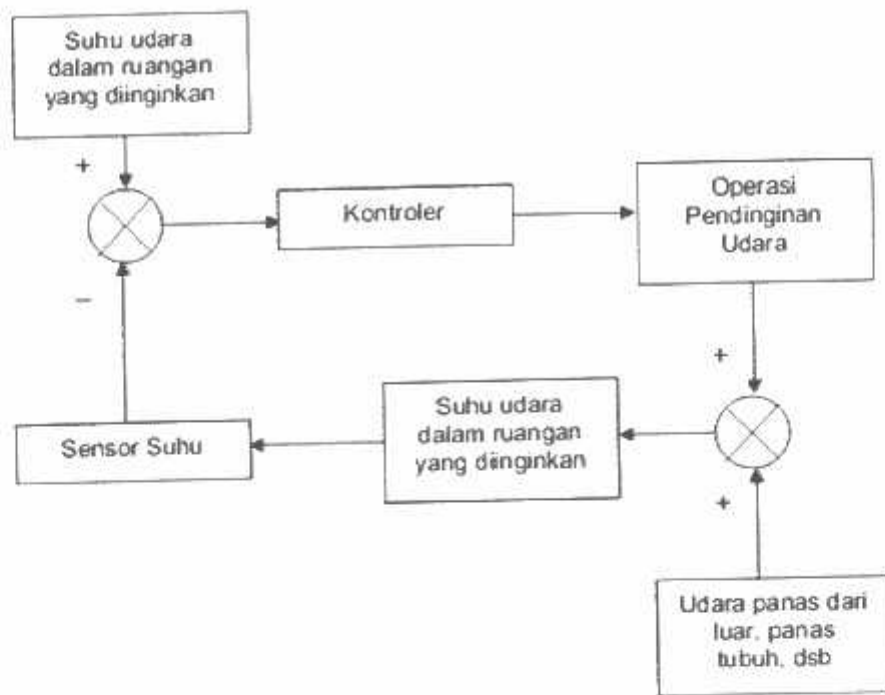 Suhu udara
dalam ruangan
yang diinginkan
+
Kontroler
Operasi
Pendinginan
Udara
–
+
Suhu udara
dalam ruangan
yang diinginkan
Sensor Suhu
+
Udara panas dari
luar, panas
tubuh, dsb